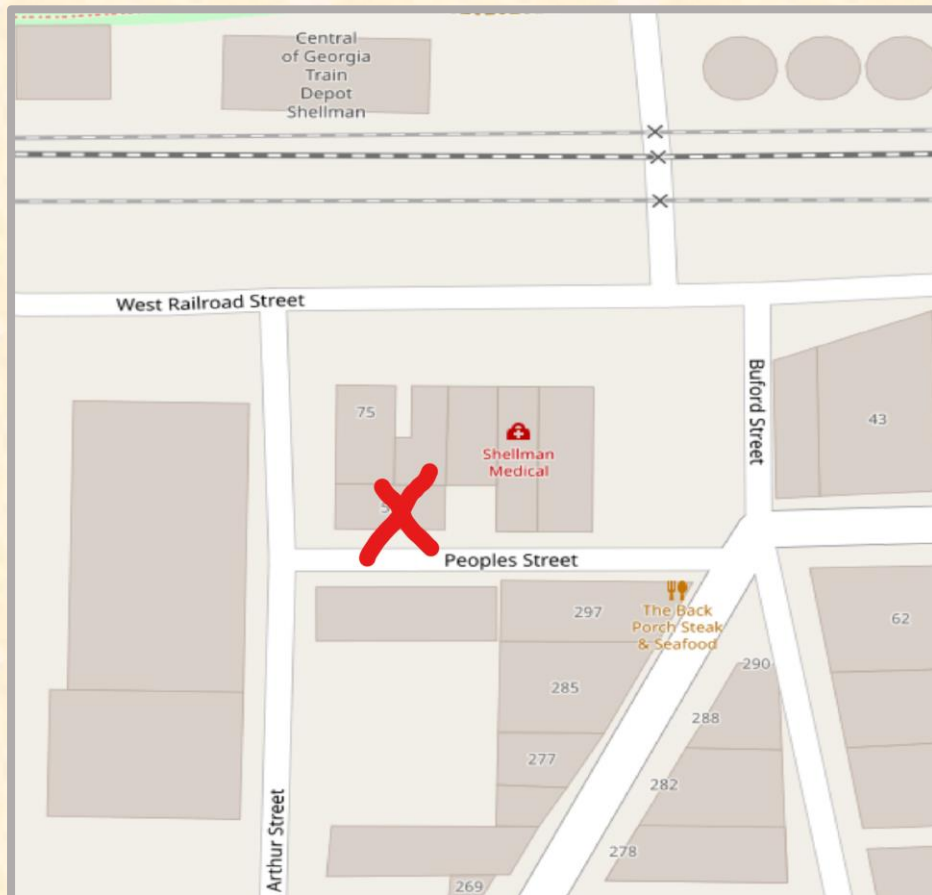 Central
of Georgia
Train
Depot
Shellman
West Railroad Street
Buford Street
75
43
Shellman
Medical
Peoples Street
297
The Back
Porch Steak
& Seafood
62
290
285
288
277
282
Arthur Street
278
269